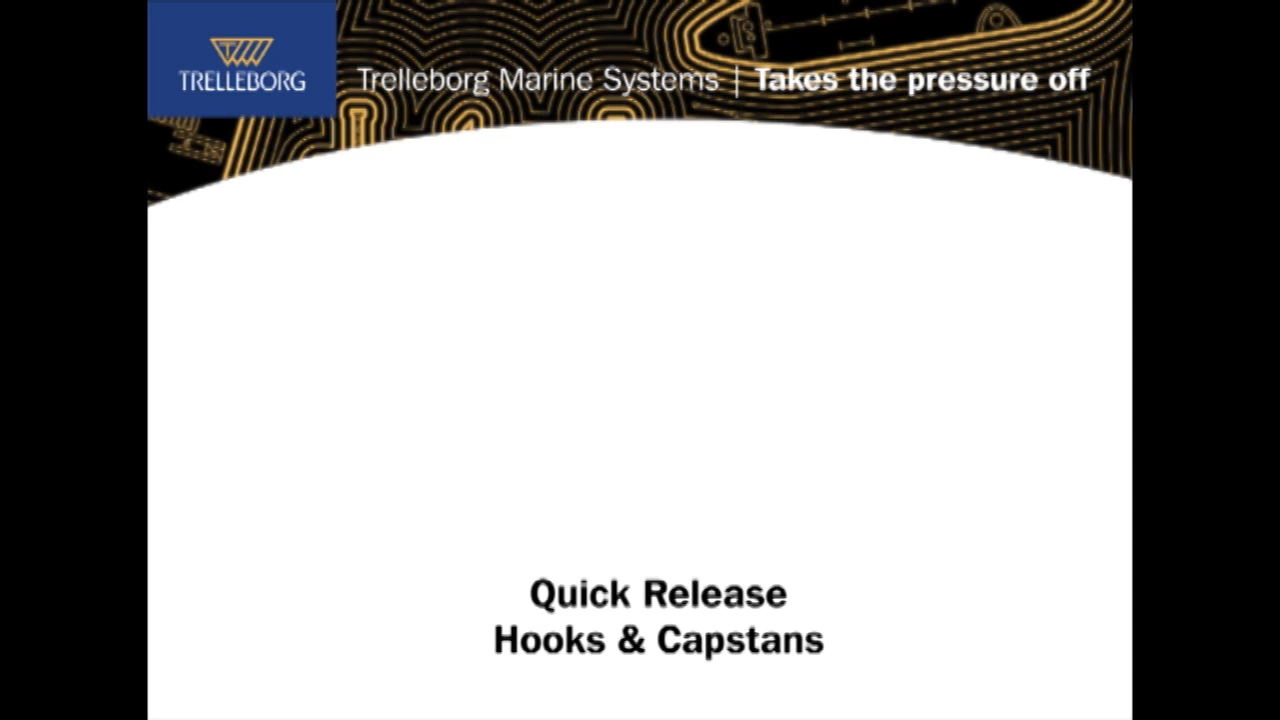 TRELLEBORG
Trelleborg Marine Systems | Takes the pressure off
Quick Release
Hooks & Capstans